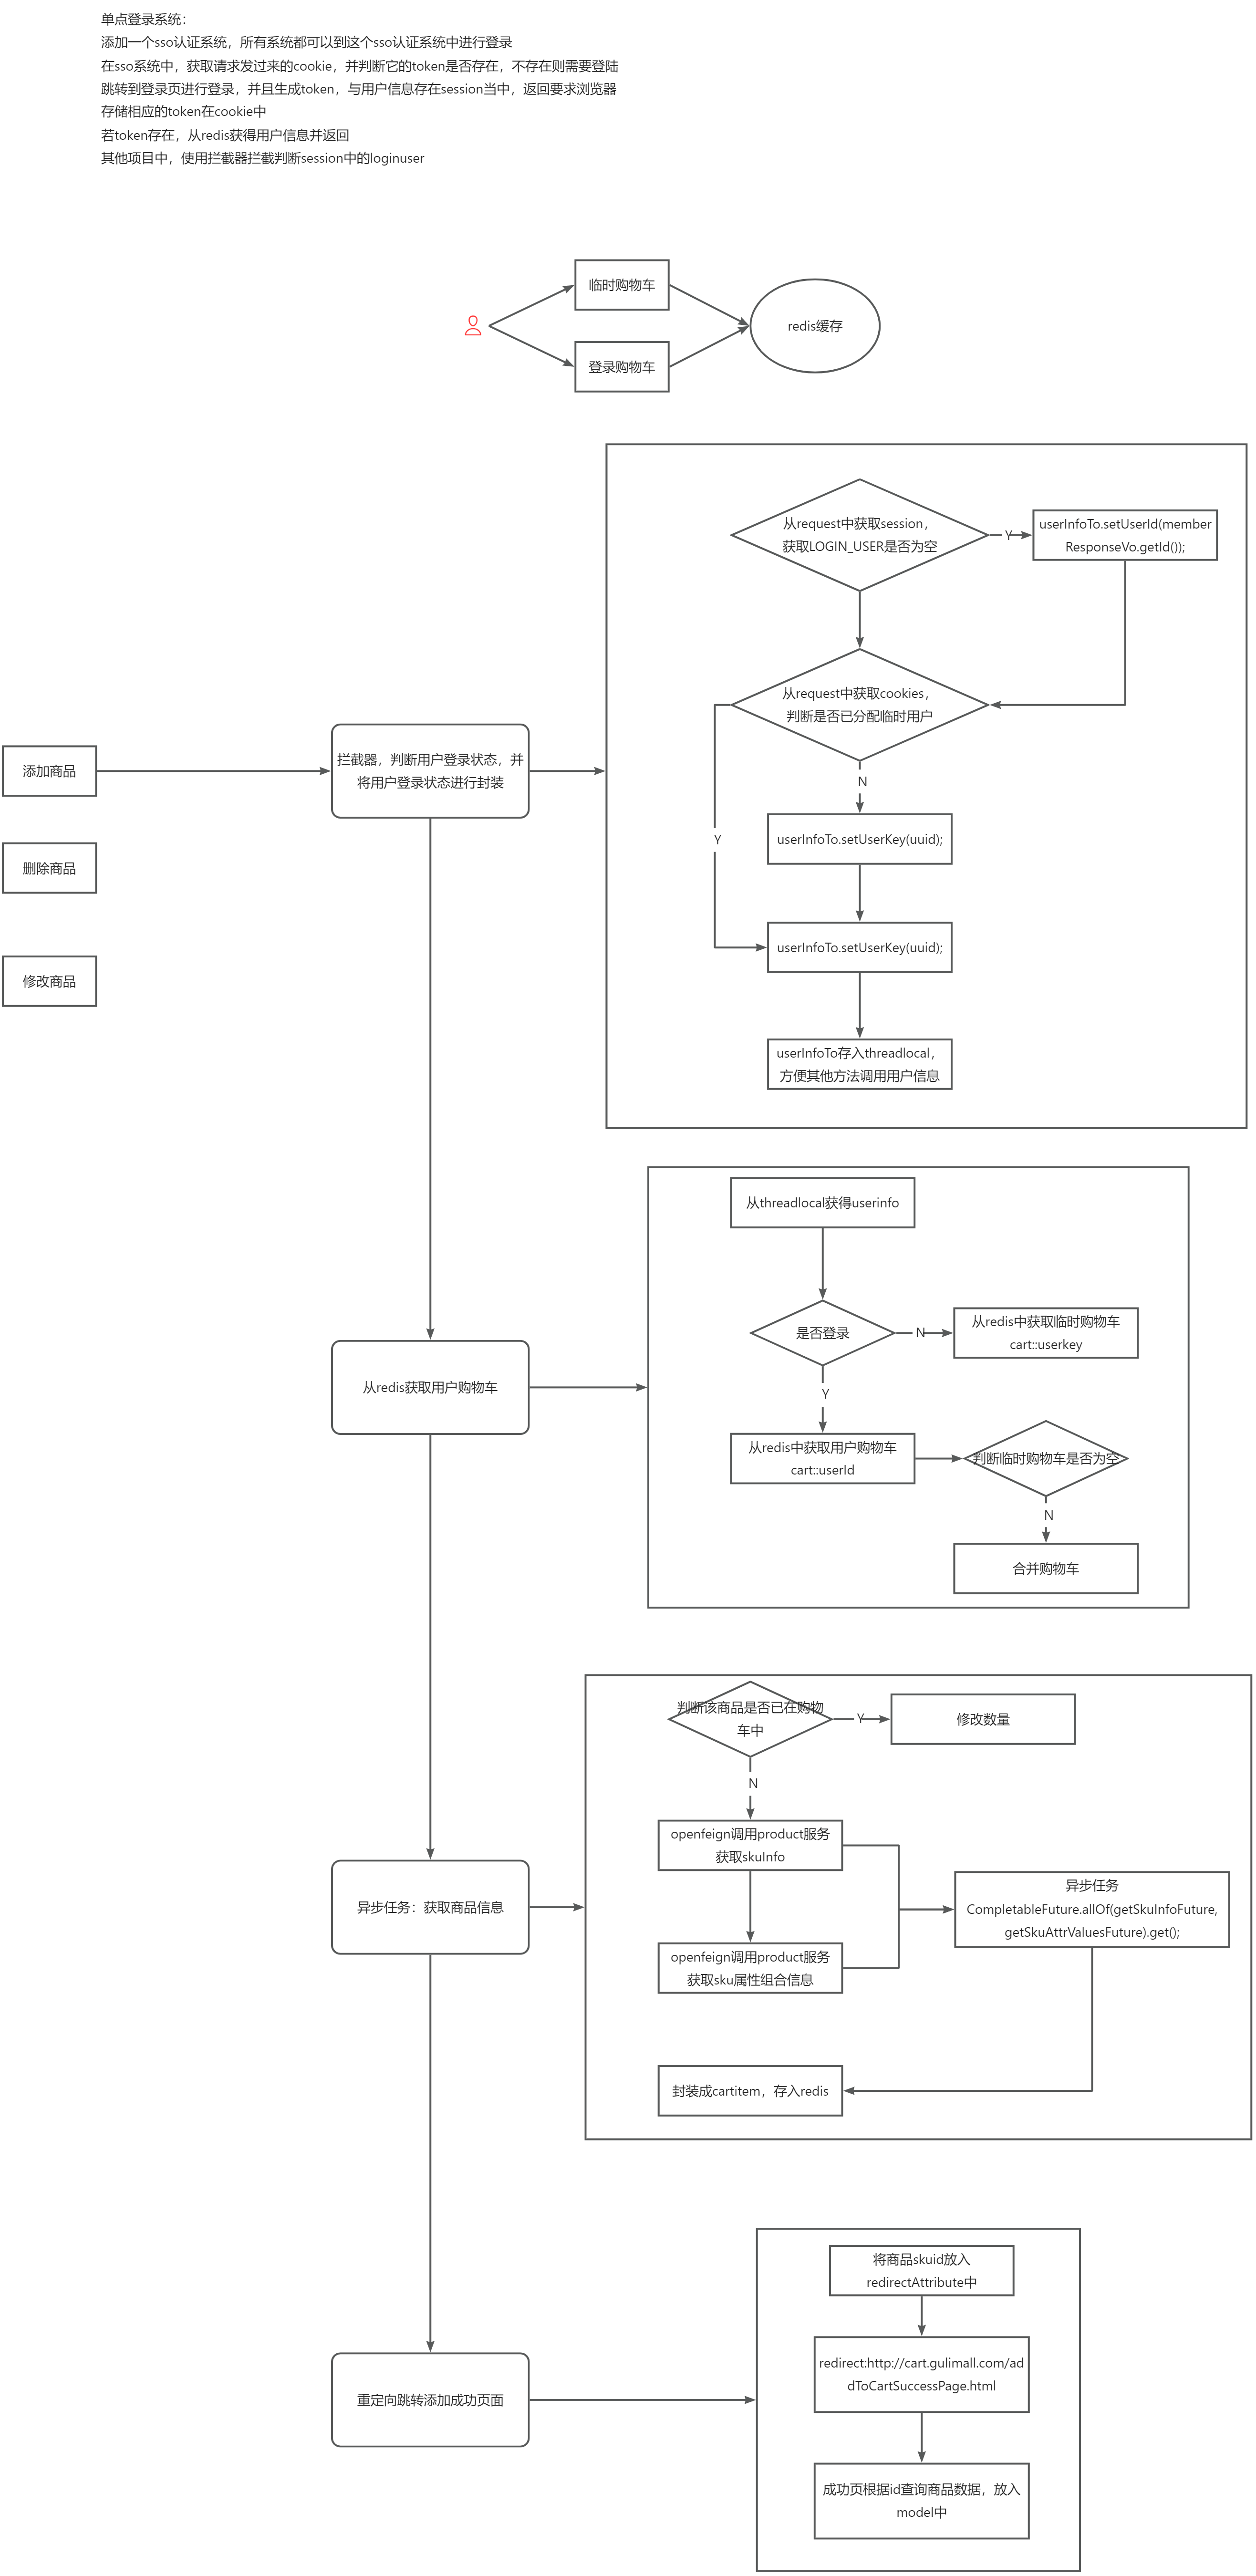 单点登录系统：
添加一个sso认证系统，所有系统都可以到这个sso认证系统中进行登录
在sso系统中，获取请求发过来的cookie，并判断它的token是否存在，不存在则需要登陆
跳转到登录页进行登录，并且生成token，与用户信息存在session当中，返回要求浏览器
存储相应的token在cookie中
若token存在，从redis获得用户信息并返回
其他项目中，使用拦截器拦截判断session中的loginuser
临时购物车
redis缓存
登录购物车
从request中获取session，
获取LOGIN_USER是否为空
Y
userInfoTo.setUserId(member
ResponseVo.getId());
从request中获取cookies，
判断是否已分配临时用户
添加商品
拦截器，判断用户登录状态，并
将用户登录状态进行封装
N
Y
userInfoTo.setUserKey(uuid);
删除商品
userInfoTo.setUserKey(uuid);
修改商品
userInfoTo存入threadlocal，
方便其他方法调用用户信息
从threadlocal获得userinfo
是否登录
N
从redis中获取临时购物车
cart::userkey
从redis获取用户购物车
Y
从redis中获取用户购物车
cart::userId
判断临时购物车是否为空
N
合并购物车
判断该商品是否已在购物
车中
Y
修改数量
N
openfeign调用product服务
获取skuInfo
异步任务：获取商品信息
异步任务
CompletableFuture.allOf(getSkuInfoFuture,
getSkuAttrValuesFuture).get();
openfeign调用product服务
获取sku属性组合信息
封装成cartitem，存入redis
将商品skuid放入
redirectAttribute中
重定向跳转添加成功页面
redirect:http://cart.gulimall.com/ad
dToCartSuccessPage.html
成功页根据id查询商品数据，放入
model中